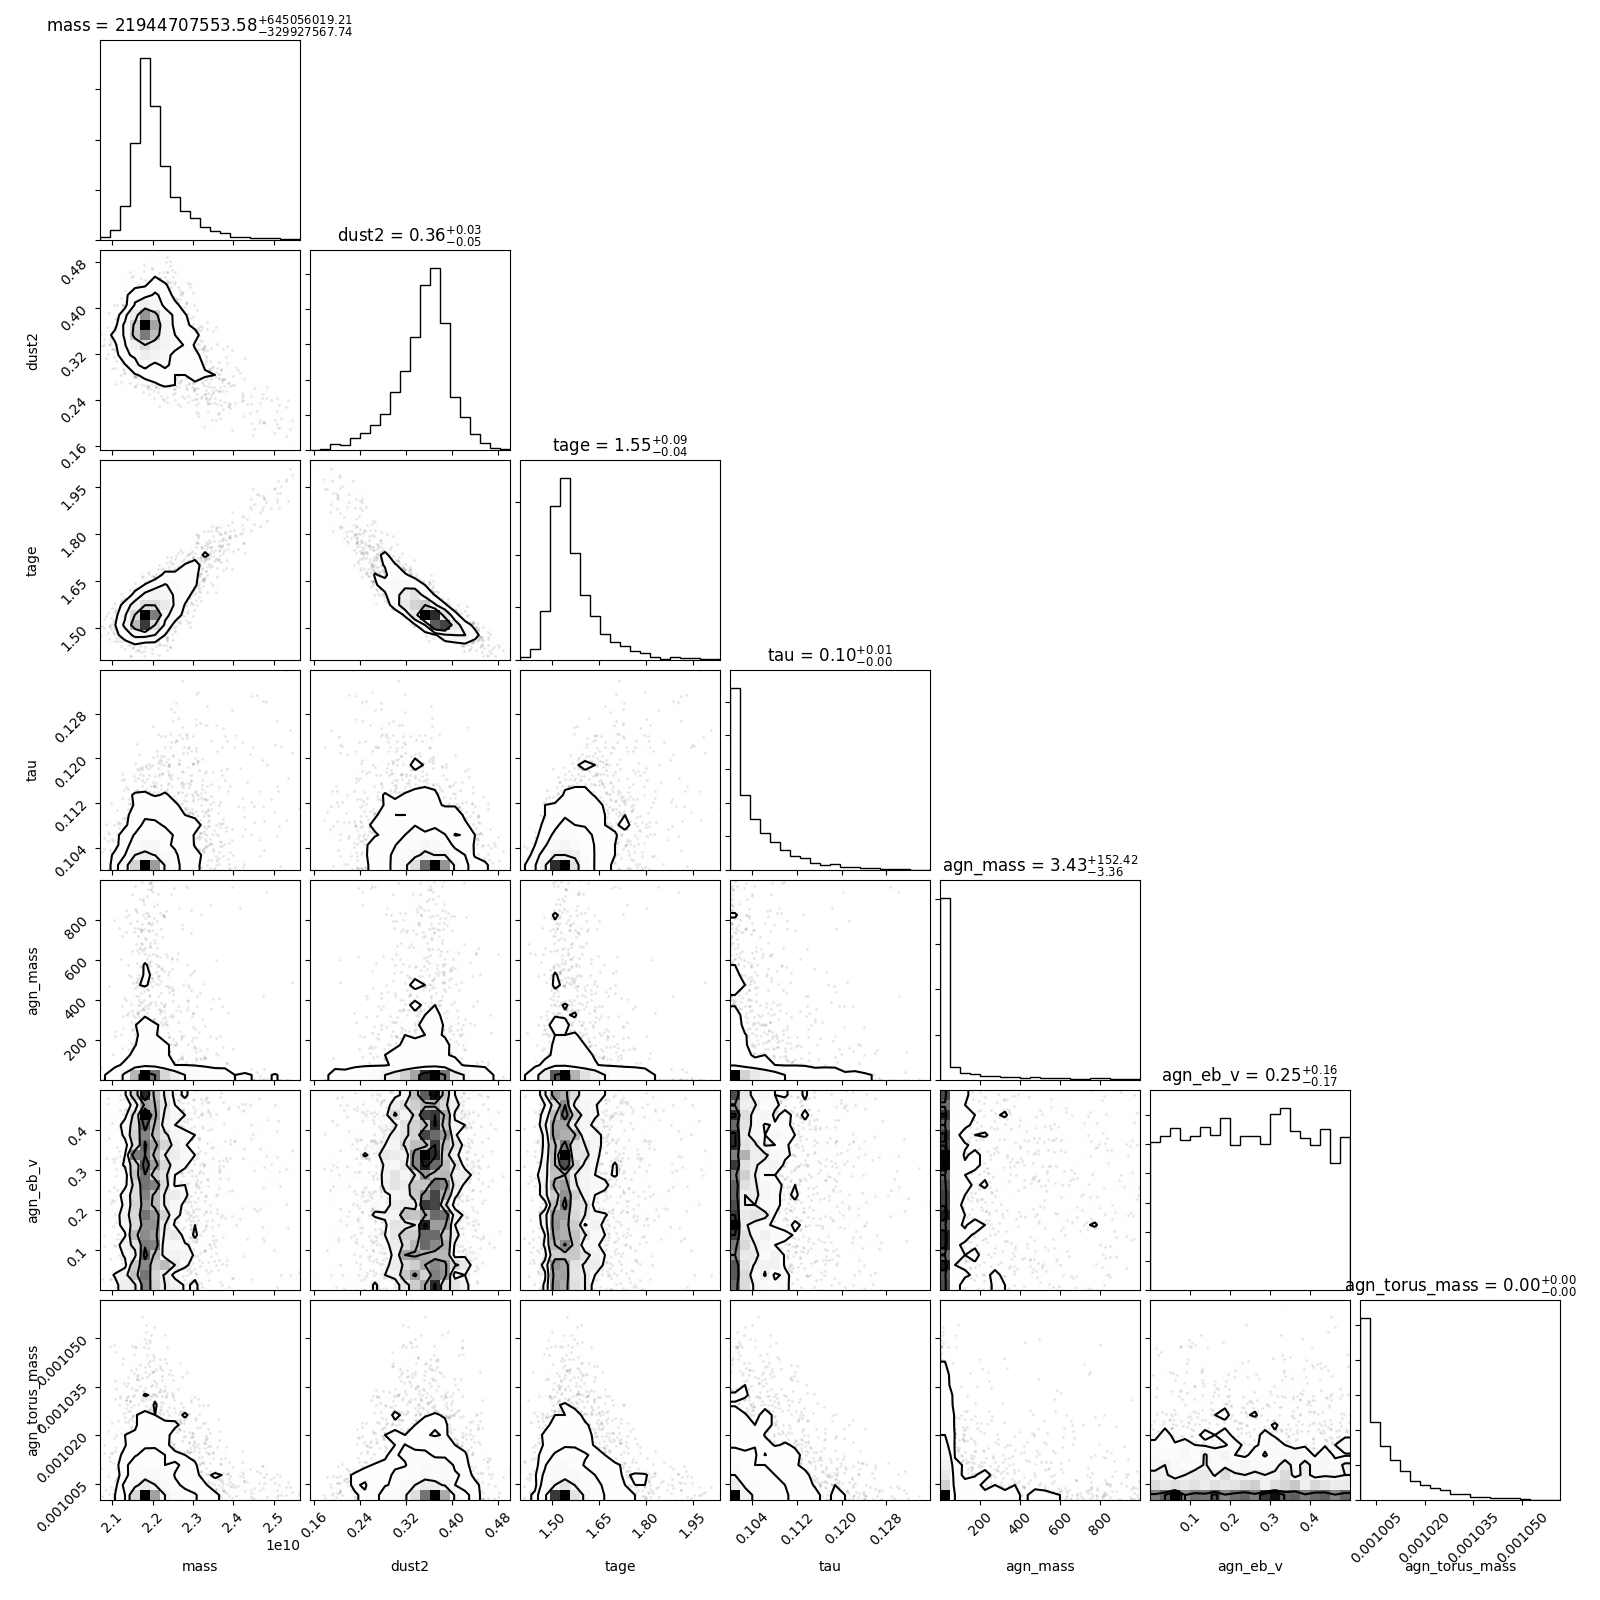 mass = 21944707553.58+645056019.21−329927567.74
dust2 = 0.36+0.03−0.05
0.48
0.40
0.32
0.24
0.16
dust2
tage = 1.55+0.09−0.04
1.95
1.80
1.65
1.50
tage
tau = 0.10+0.01−0.00
0.128
0.120
0.112
0.104
tau
agn_mass = 3.43+152.42−3.36
800
600
400
200
agn_mass
agn_eb_v = 0.25+0.16−0.17
0.4
0.3
0.2
0.1
agn_eb_v
agn_torus_mass = 0.00+0.00−0.00
0.001050
0.001035
0.001020
0.001005
agn_torus_mass
2.1 2.2 2.3 2.4 2.5 0.16 0.24 0.32 0.40 0.48 1.50 1.65 1.80 1.95 0.104 0.112 0.120 0.128 200 400 600 800 0.1 0.2 0.3 0.4 0.001005 0.001020 0.001035 0.001050
1e10
mass dust2 tage tau agn_mass agn_eb_v agn_torus_mass